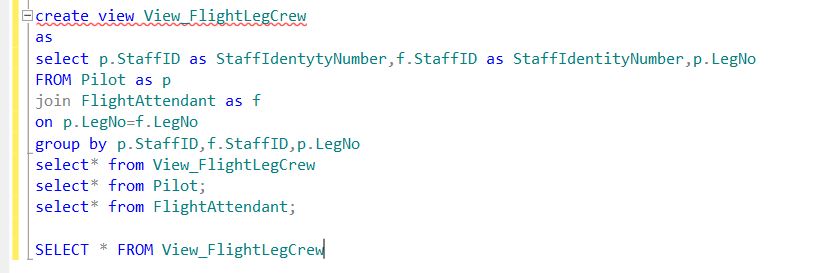 create view View_FlightLegCrew
as
select p.StaffID as StaffIdentytyNumber,f.StaffID as StaffIdentityNumber,p.LegNo
FROM Pilot as p
join FlightAttendant as f
on p.LegNo=f.LegNo
group by p.StaffID,f.StaffID,p.LegNo
select* from View_FlightLegCrew
select* from Pilot;
select* from FlightAttendant;
SELECT * FROM View_FlightLegCrew